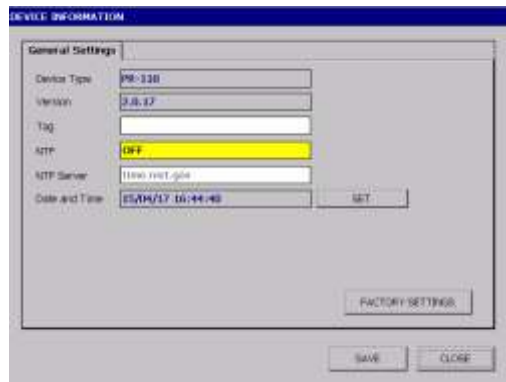 DEVICE INFORMATION
General Settings
Device Type PR-110
Version 2.0.17
Tag
NTP OFF
NTP Server time.nist.gov
Date and Time 15/04/17 16:44:40 SET
FACTORY SETTINGS
SAVE CLOSE